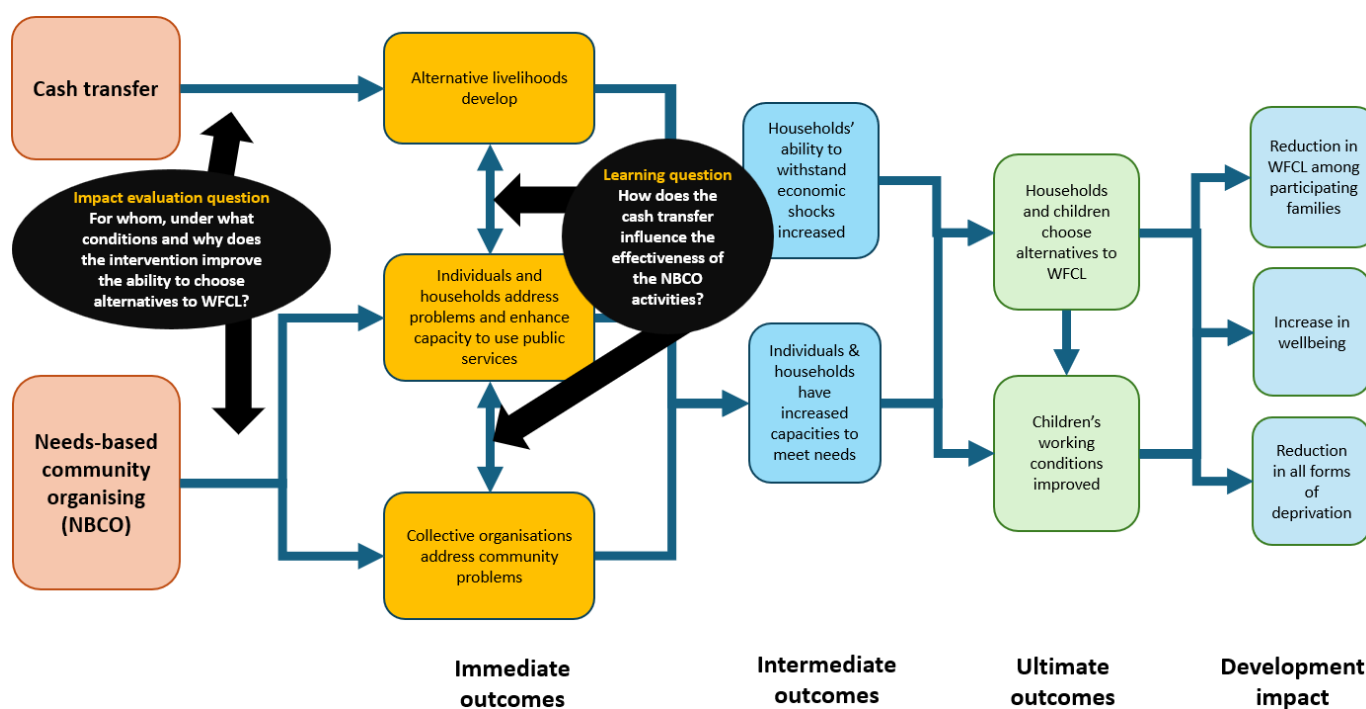 Cash transfer
Impact evaluation question
For whom, under what
conditions and why does
the intervention improve
the ability to choose
alternatives to WFCL?
Needs-based
community
organising
(NBCO)
Alternative livelihoods
develop
Individuals and
households address
problems and enhance
capacity to use public
services
Collective organisations
address community
problems
Learning question
How does the
cash transfer
influence the
effectiveness of
the NBCO
activities?
Households’
ability to
withstand
economic
shocks
increased
Individuals &
households
have
increased
capacities to
meet needs
Households
and children
choose
alternatives to
WFCL
Children’s
working
conditions
improved
Reduction in
WFCL among
participating
families
Increase in
wellbeing
Reduction
in all forms
of
deprivation
Immediate
outcomes
Intermediate
outcomes
Ultimate
outcomes
Development
impact